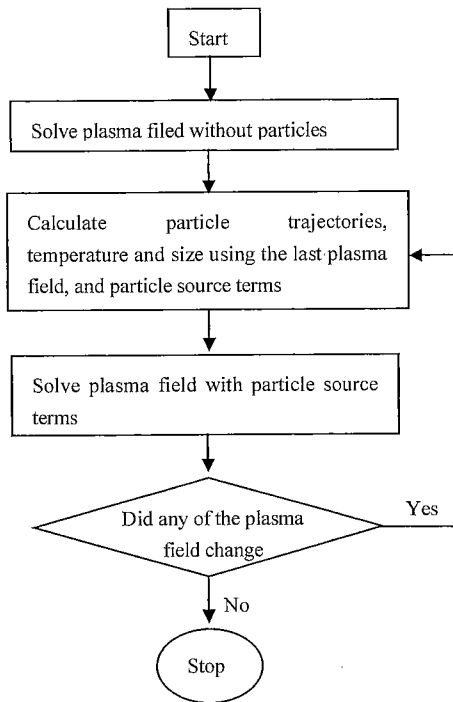 Start
Solve plasma filed without particles
Calculate particle trajectories,
temperature and size using the last plasma
field, and particle source terms
Solve plasma field with particle source
terms
Did any of the plasma
field change
Yes
No
Stop